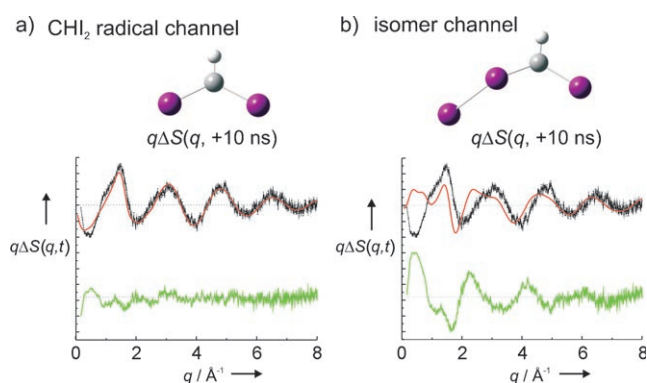 a) CHI₂ radical channel
qΔS(q, +10 ns)
qΔS(q,t)
0 2 4 6 8
q / Å⁻¹
b) isomer channel
qΔS(q, +10 ns)
qΔS(q,t)
0 2 4 6 8
q / Å⁻¹